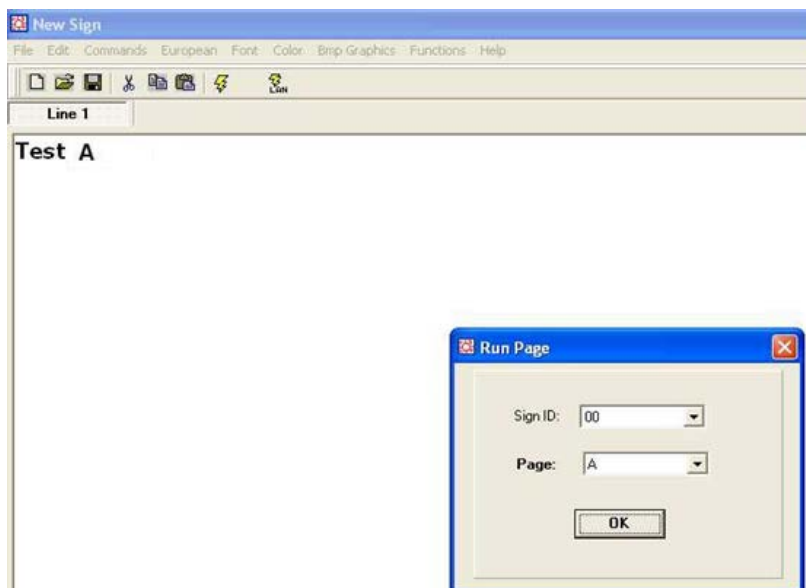 New Sign
File Edit Commands European Font Color Bmp Graphics Functions Help
LAN
Line 1
Test A
Run Page
Sign ID: 00
Page: A
OK